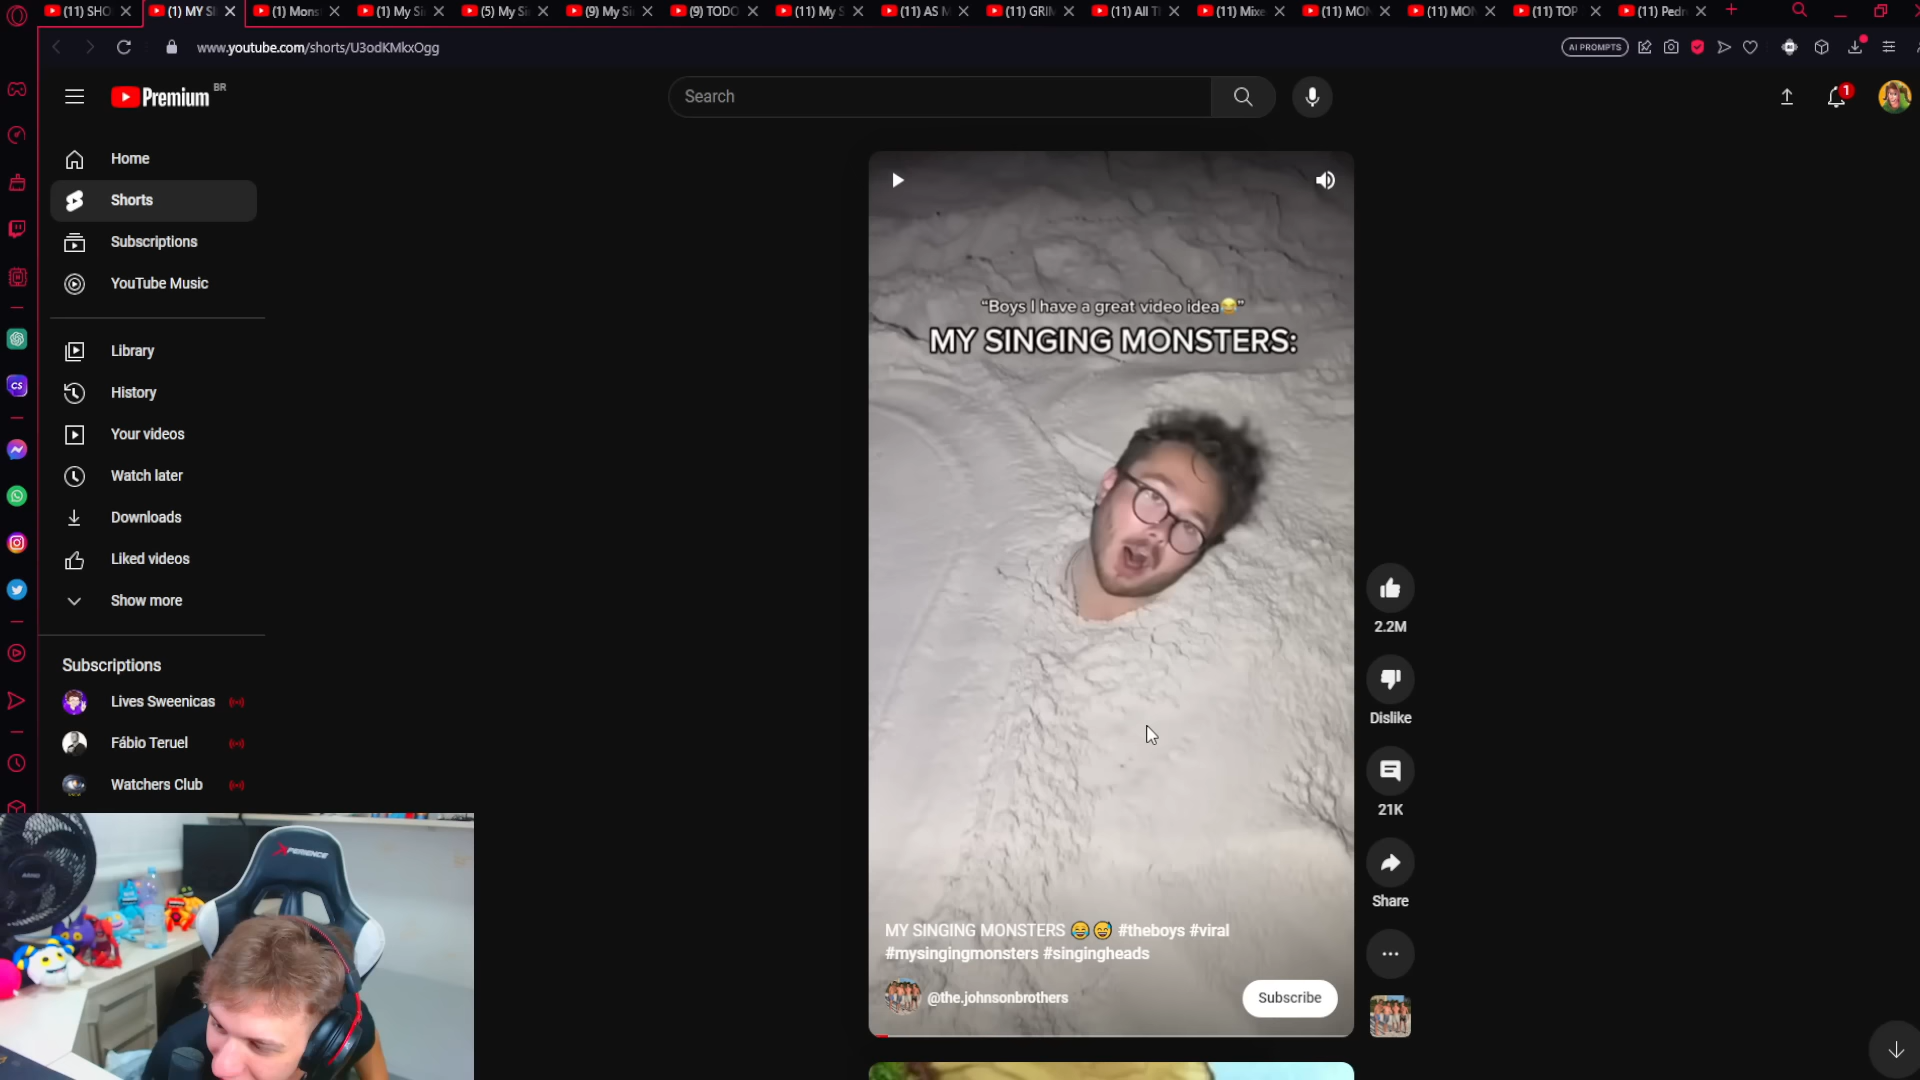 (11) SHO
(1) MY S
(1) Mons
(1) My Si
(5) My Si
(9) My Si
(9) TODO
(11) My S
(11) AS M
(11) GRI
(11) All T
(11) Mixe
(11) MO
(11) MO
(11) TOP
(11) Pedr
www.youtube.com/shorts/U3odKMkxOgg
AI PROMPTS
Premium BR
Search
1
Home
Shorts
Subscriptions
YouTube Music
Library
History
Your videos
Watch later
Downloads
Liked videos
Show more
Subscriptions
Lives Sweenicas
Fábio Teruel
Watchers Club
CS
"Boys I have a great video idea😂"
MY SINGING MONSTERS:
2.2M
Dislike
21K
Share
MY SINGING MONSTERS 😂😅 #theboys #viral
#mysingingmonsters #singingheads
@the.johnsonbrothers
Subscribe
XPERIENCE